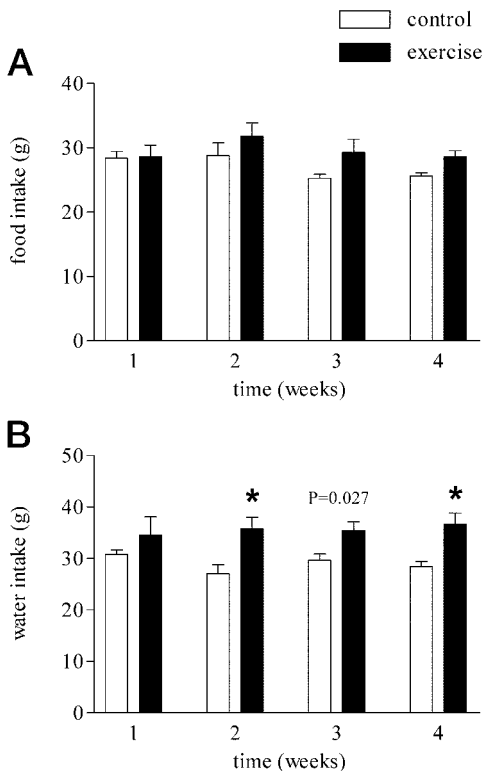 control
exercise
A
40
30
20
10
0
food intake (g)
1 2 3 4
time (weeks)
B
50
40
30
20
10
0
water intake (g)
* P=0.027 *
1 2 3 4
time (weeks)